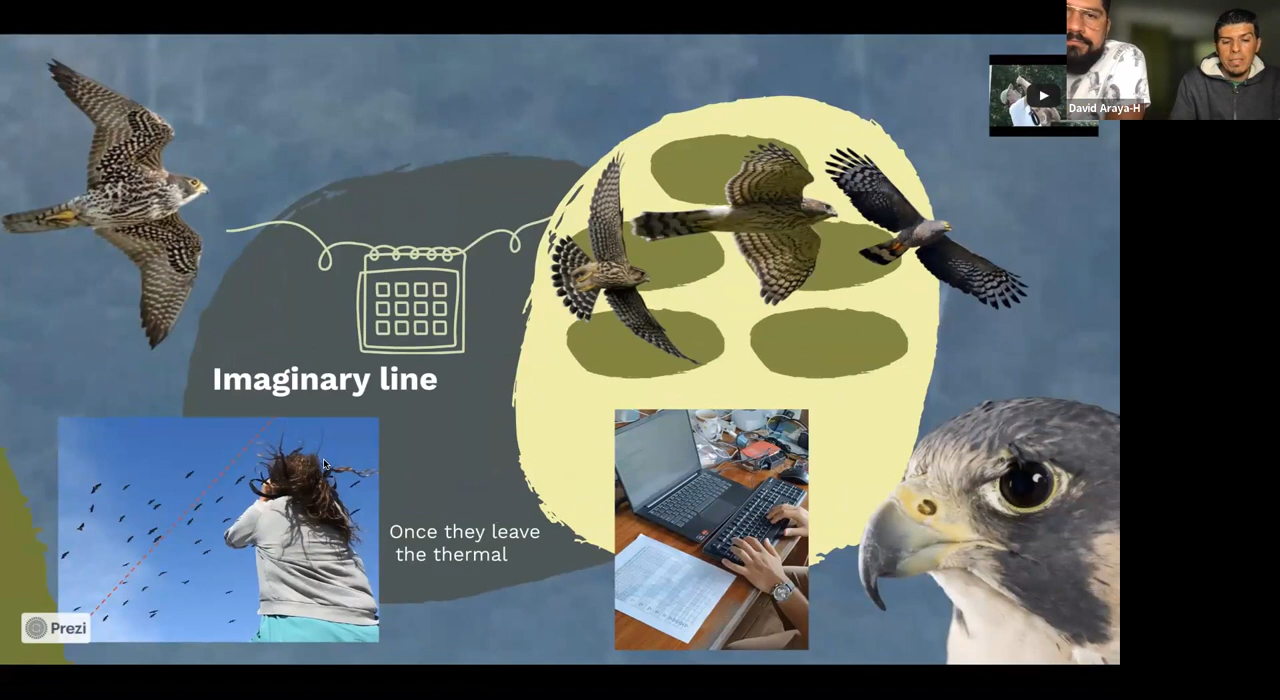 David Araya-H
Imaginary line
Once they leave
the thermal
Prezi